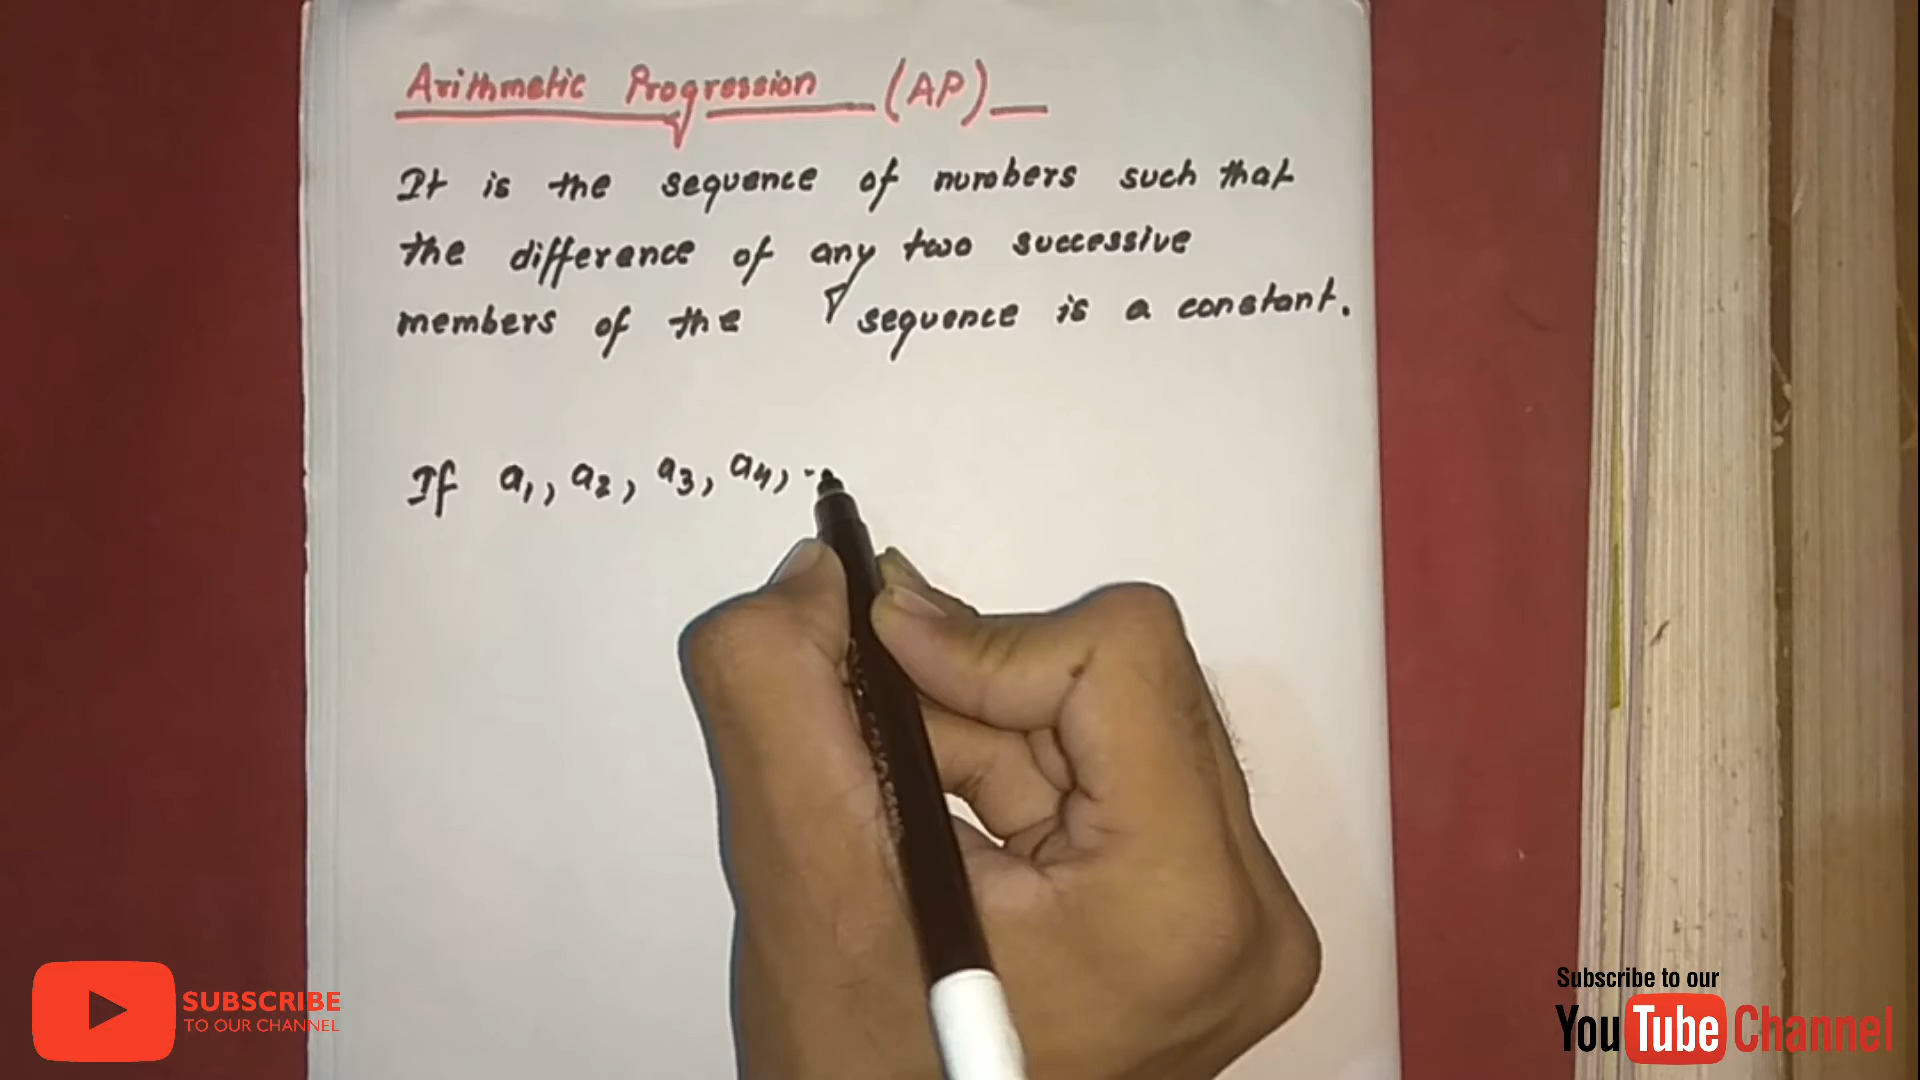 Arithmetic Progression (AP)
It is the sequence of numbers such that
the difference of any two successive
members of the sequence is a constant.
If a₁, a₂, a₃, a₄, -
SUBSCRIBE
TO OUR CHANNEL
Subscribe to our
YouTube Channel